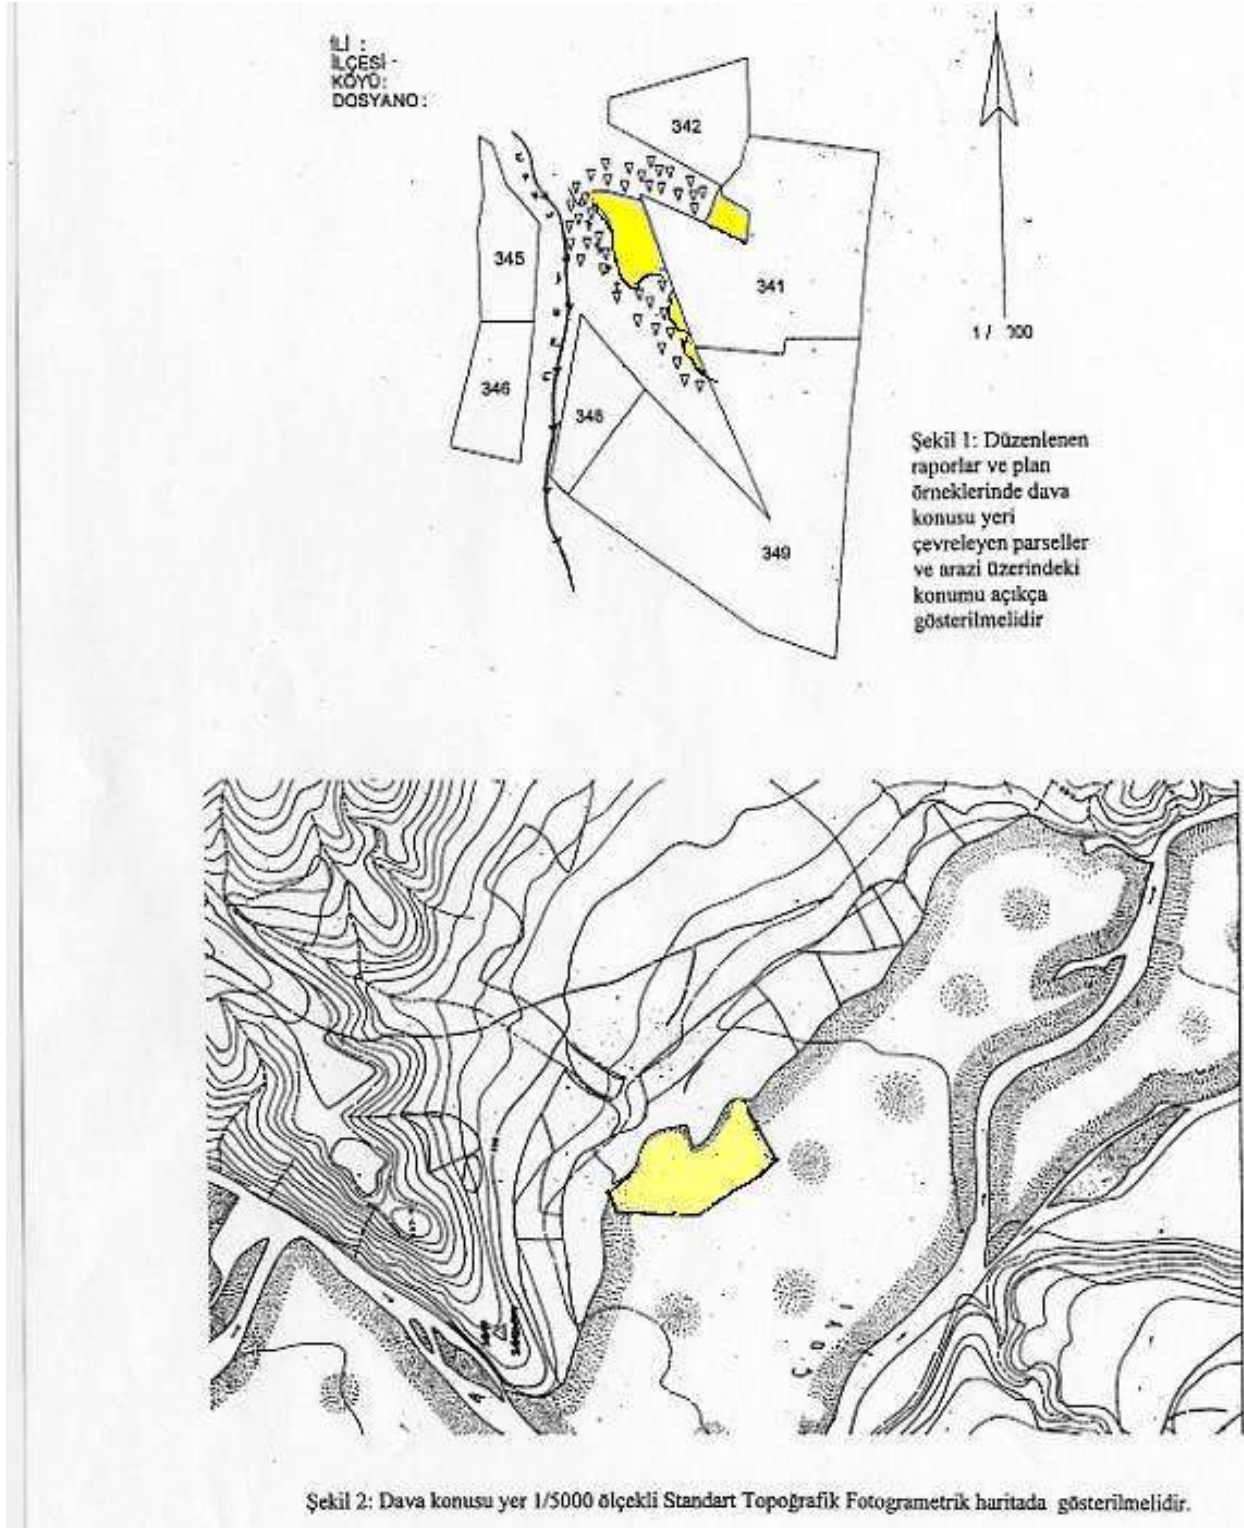 İLİ :
İLÇESİ -
KÖYÜ:
DOSYANO :
342
345
341
346
348
349
Şekil 1: Düzenlenen
raporlar ve plan
örneklerinde dava
konusu yeri
çevreleyen parseller
ve arazi üzerindeki
konumu açıkça
gösterilmelidir
Şekil 2: Dava konusu yer 1/5000 ölçekli Standart Topoğrafik Fotogrametrik haritada gösterilmelidir.